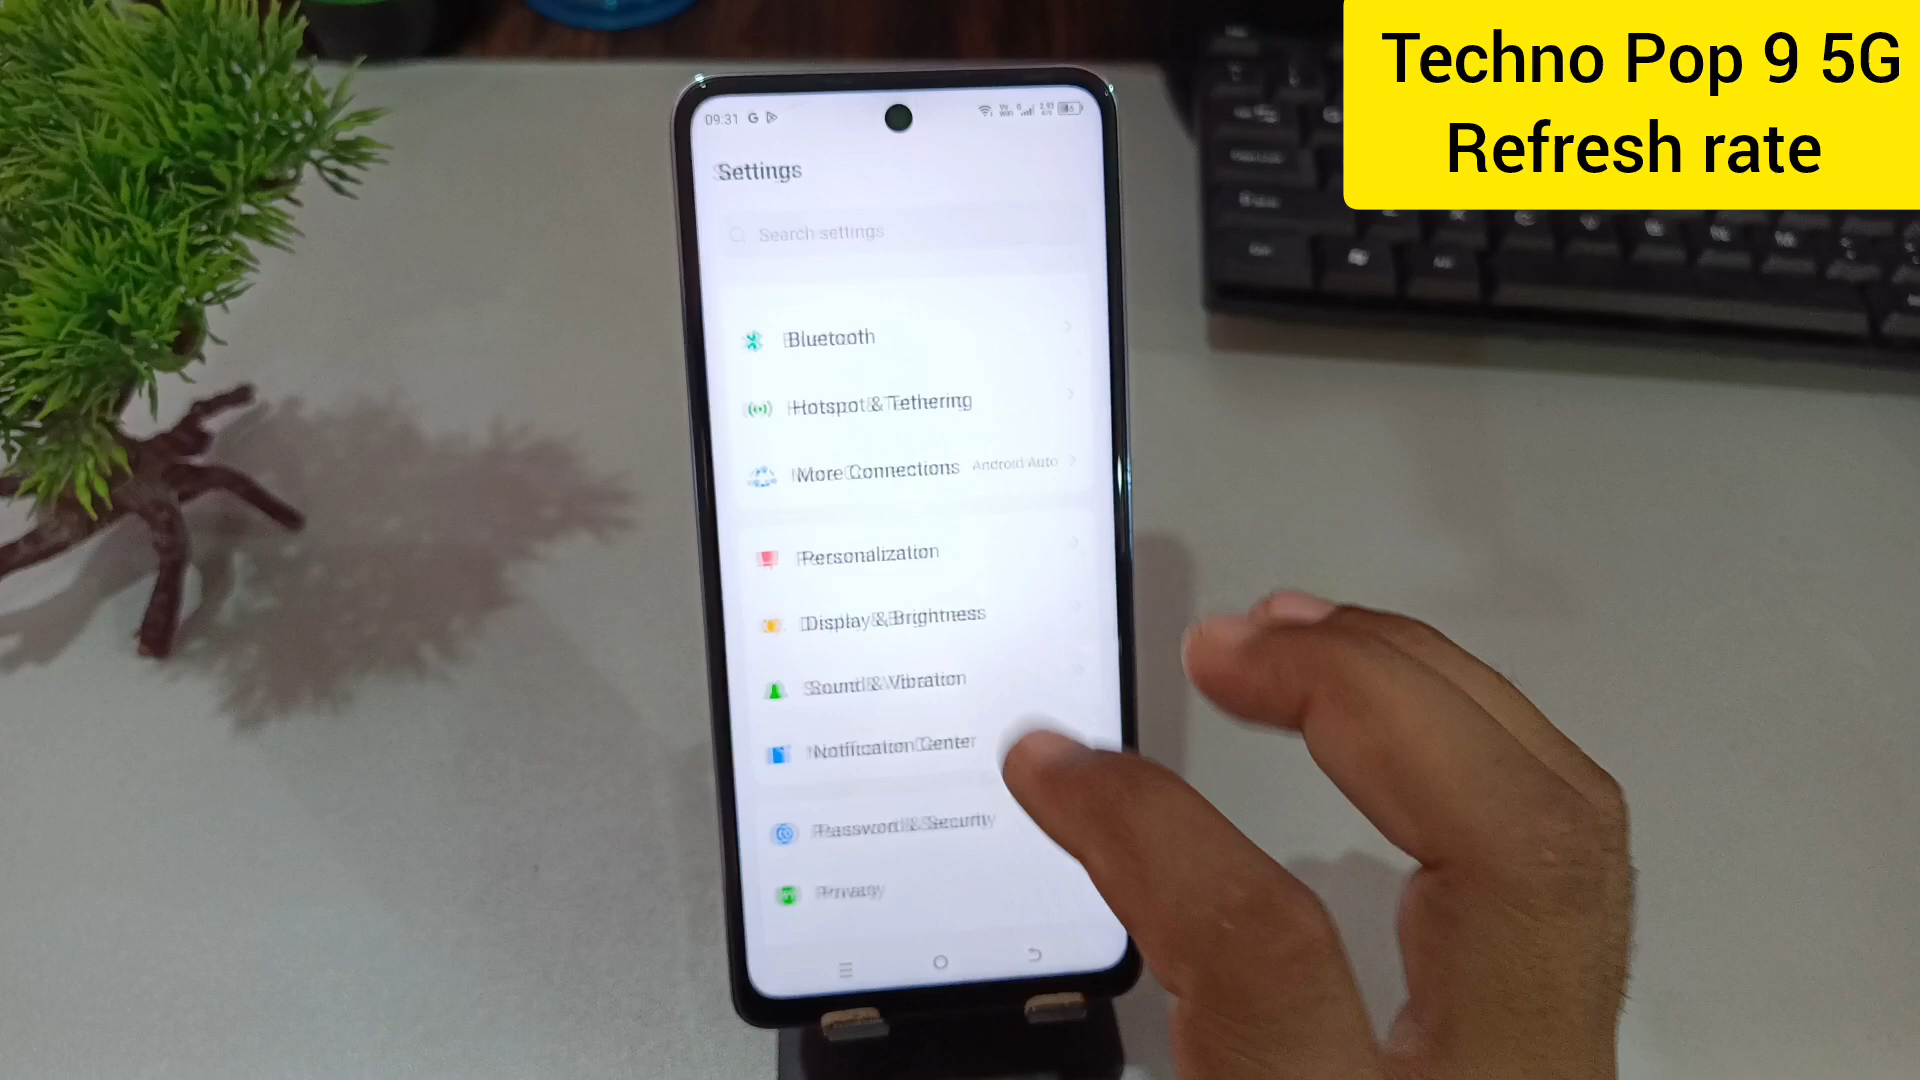 Techno Pop 9 5G
Refresh rate
09:31 G
Settings
Search settings
Bluetooth
Hotspot & Tethering
More Connections Android Auto
Personalization
Display & Brightness
Sound & Vibration
Notification Center
Password & Security
Privacy